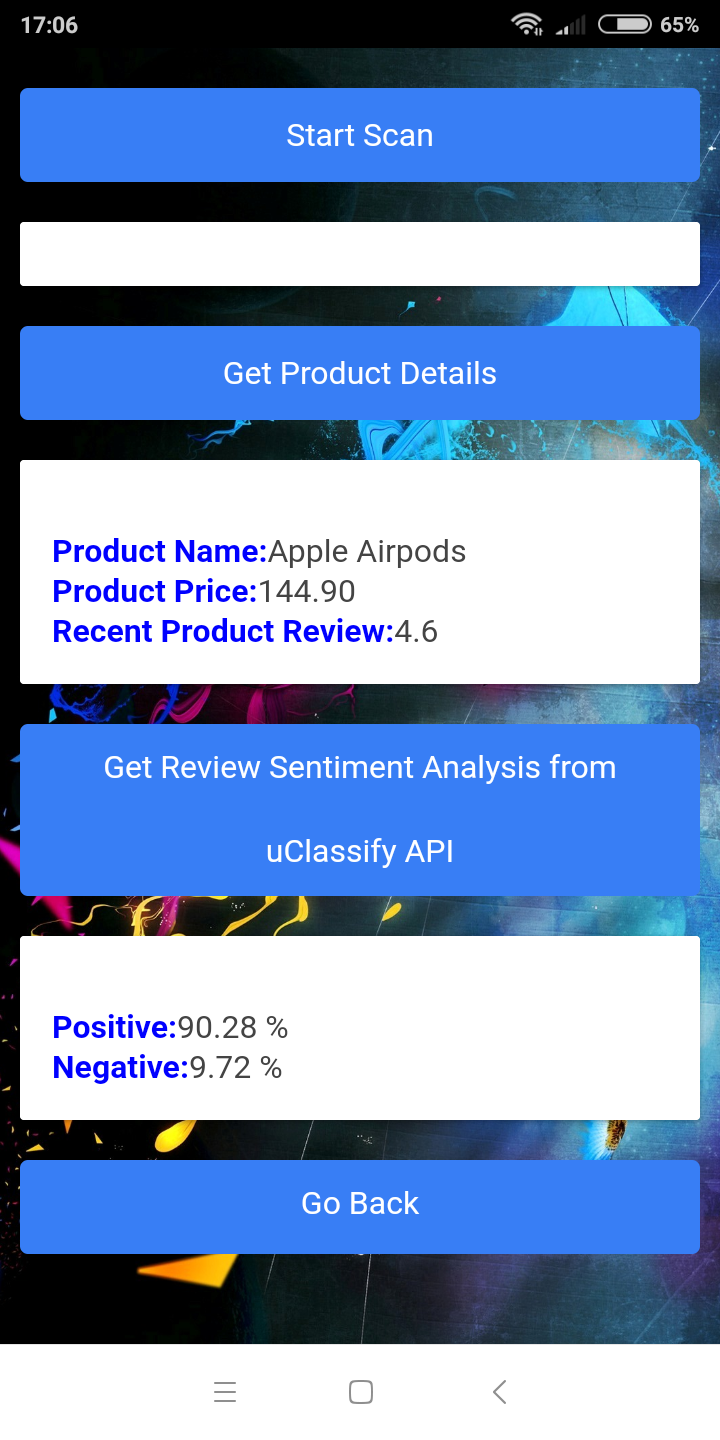 17:06 65%
Start Scan
Get Product Details
Product Name:Apple Airpods
Product Price:144.90
Recent Product Review:4.6
Get Review Sentiment Analysis from
uClassify API
Positive:90.28 %
Negative:9.72 %
Go Back